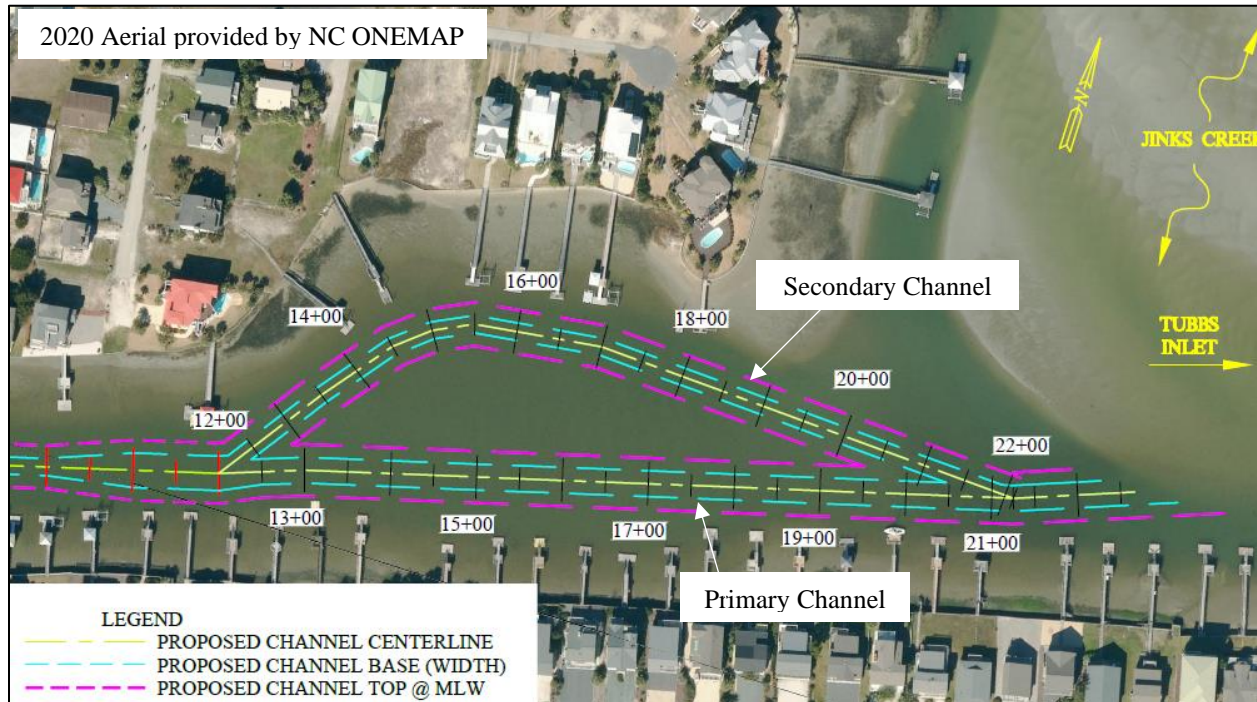 2020 Aerial provided by NC ONEMAP
N
JINKS CREEK
TUBBS
INLET
16+00
14+00
18+00
Secondary Channel
20+00
12+00
22+00
13+00
15+00
17+00
19+00
21+00
Primary Channel
LEGEND
PROPOSED CHANNEL CENTERLINE
PROPOSED CHANNEL BASE (WIDTH)
PROPOSED CHANNEL TOP @ MLW